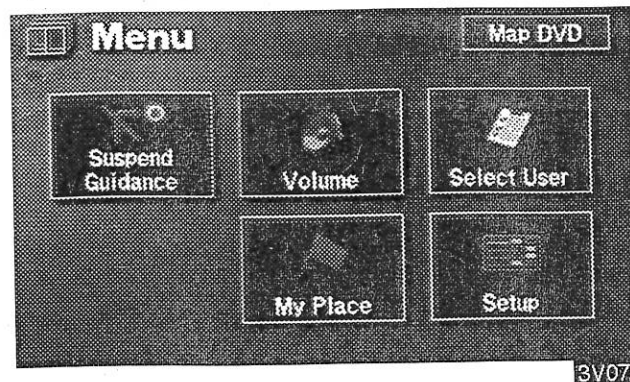 Menu
Map DVD
Suspend
Guidance
Volume
Select User
My Place
Setup
3V07